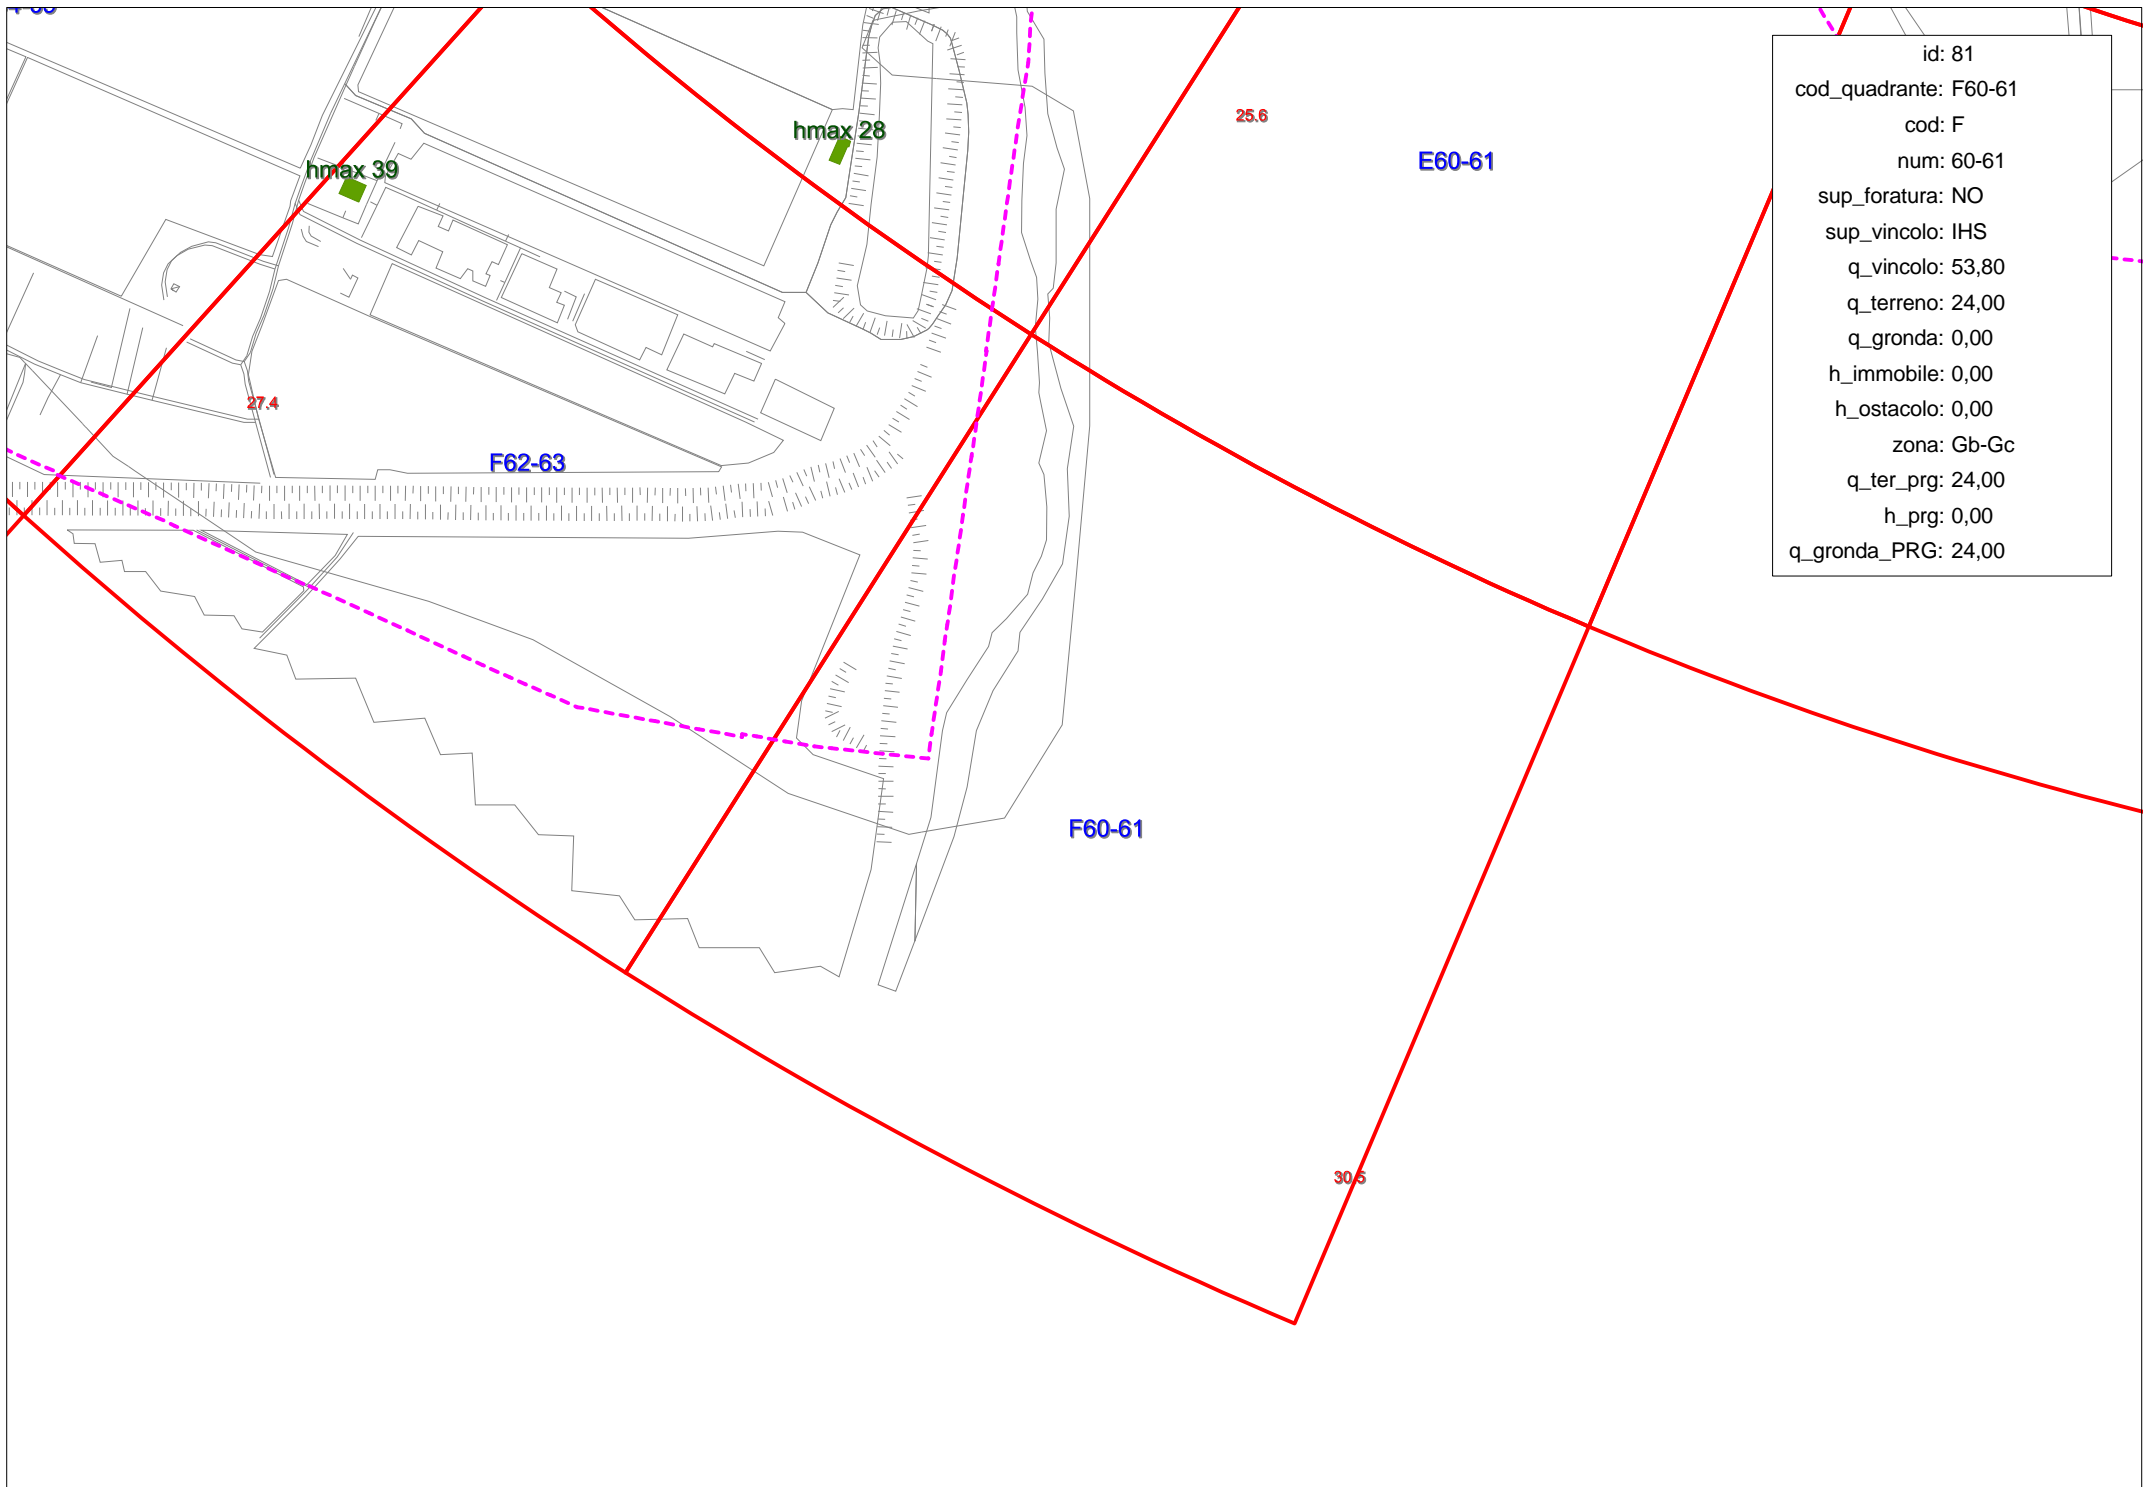 id: 81
cod_quadrante: F60-61
cod: F
num: 60-61
sup_foratura: NO
sup_vincolo: IHS
q_vincolo: 53,80
q_terreno: 24,00
q_gronda: 0,00
h_immobile: 0,00
h_ostacolo: 0,00
zona: Gb-Gc
q_ter_prg: 24,00
h_prg: 0,00
q_gronda_PRG: 24,00
25.6
hmax 28
E60-61
hmax 39
27.4
F62-63
F60-61
30.5